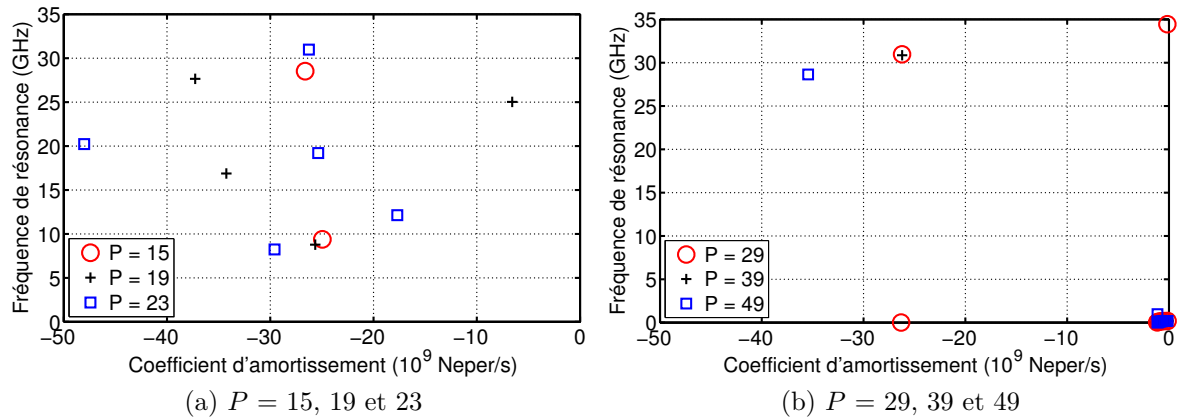 35
30
25
20
15
10
5
0
Fréquence de résonance (GHz)
P = 15
P = 19
P = 23
−50 −40 −30 −20 −10 0
Coefficient d'amortissement (10⁹ Neper/s)
(a) P = 15, 19 et 23
35
30
25
20
15
10
5
0
Fréquence de résonance (GHz)
P = 29
P = 39
P = 49
−50 −40 −30 −20 −10 0
Coefficient d'amortissement (10⁹ Neper/s)
(b) P = 29, 39 et 49